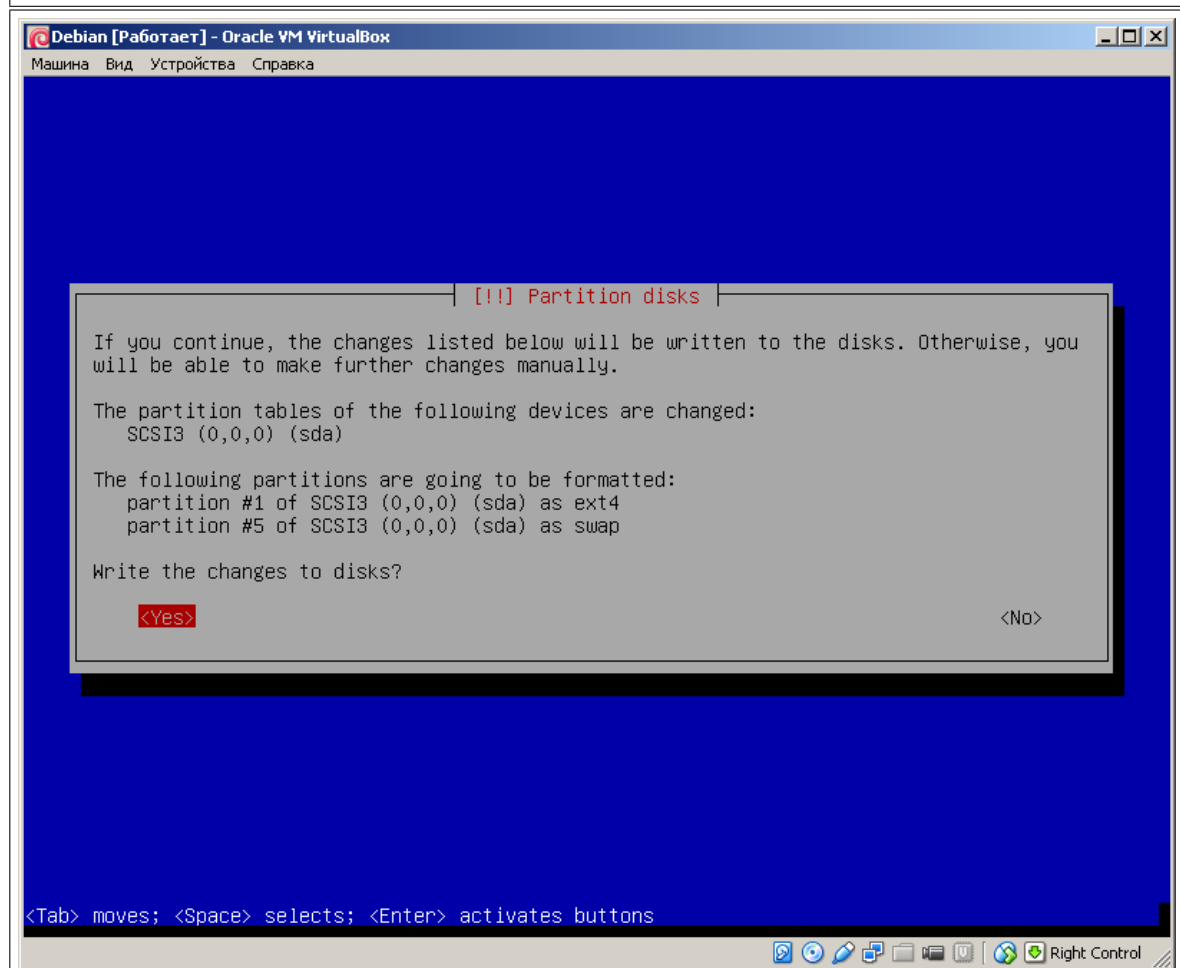 Debian [Работает] - Oracle VM VirtualBox
Машина Вид Устройства Справка
[!!] Partition disks
If you continue, the changes listed below will be written to the disks. Otherwise, you
will be able to make further changes manually.
The partition tables of the following devices are changed:
SCSI3 (0,0,0) (sda)
The following partitions are going to be formatted:
partition #1 of SCSI3 (0,0,0) (sda) as ext4
partition #5 of SCSI3 (0,0,0) (sda) as swap
Write the changes to disks?
<Yes> <No>
<Tab> moves; <Space> selects; <Enter> activates buttons
Right Control